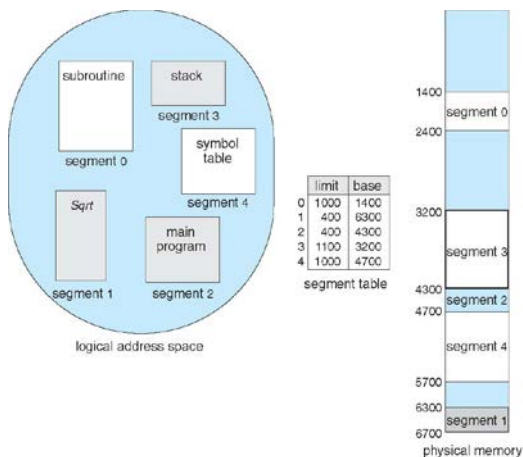 subroutine
segment 0
stack
segment 3
symbol
table
segment 4
Sqrt
segment 1
main
program
segment 2
logical address space
limit base
0 1000 1400
1 400 6300
2 400 4300
3 1100 3200
4 1000 4700
segment table
1400
segment 0
2400
3200
segment 3
4300
segment 2
4700
segment 4
5700
6300
segment 1
6700
physical memory